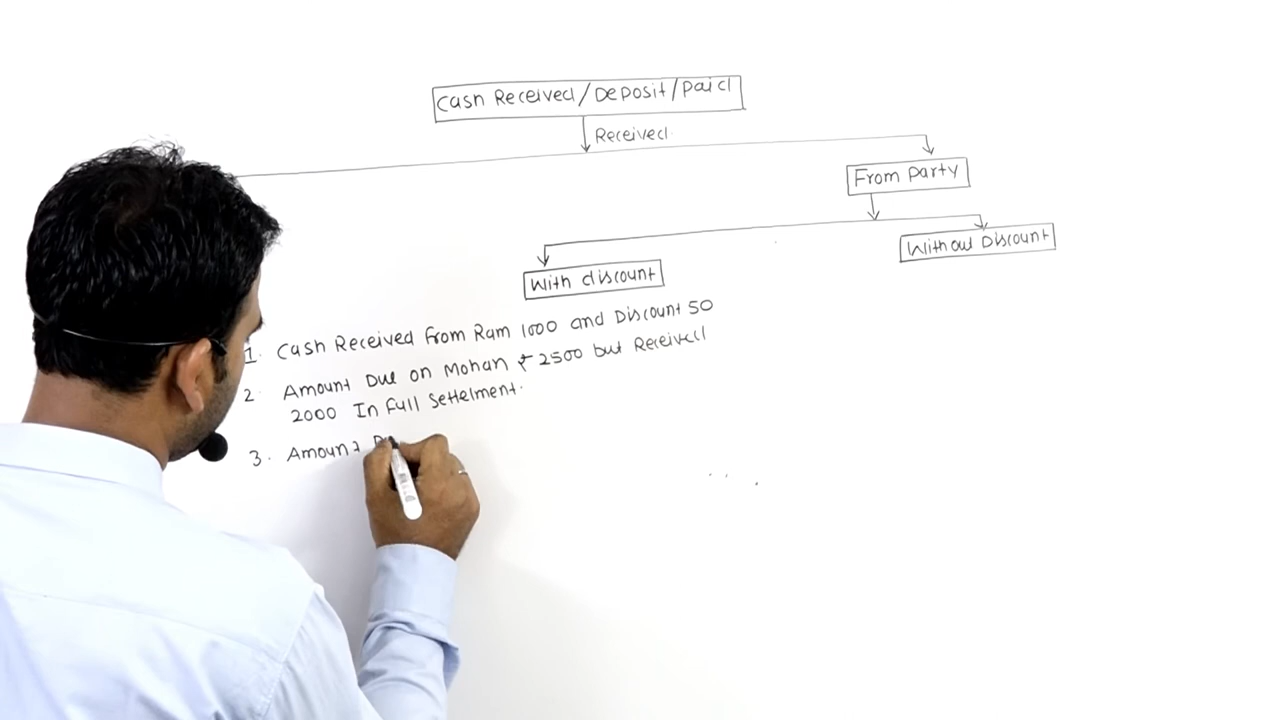 Cash Received/Deposit/Paid
Received
From Party
Without Discount
With discount
1. Cash Received from Ram 1000 and Discount 50
2. Amount Due on Mohan ₹ 2500 but Received
2000 In full Settelment.
3. Amount